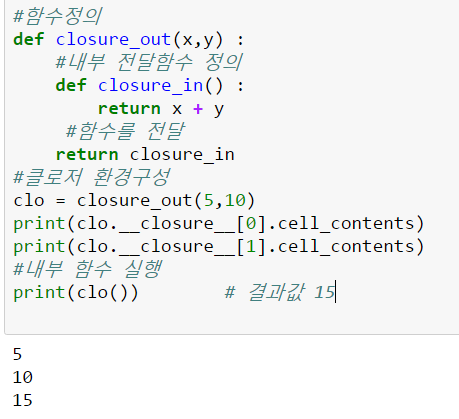 #함수정의
def closure_out(x,y) :
    #내부 전달함수 정의
    def closure_in() :
        return x + y
     #함수를 전달
    return closure_in
#클로저 환경구성
clo = closure_out(5,10)
print(clo.__closure__[0].cell_contents)
print(clo.__closure__[1].cell_contents)
#내부 함수 실행
print(clo())        # 결과값 15
5
10
15